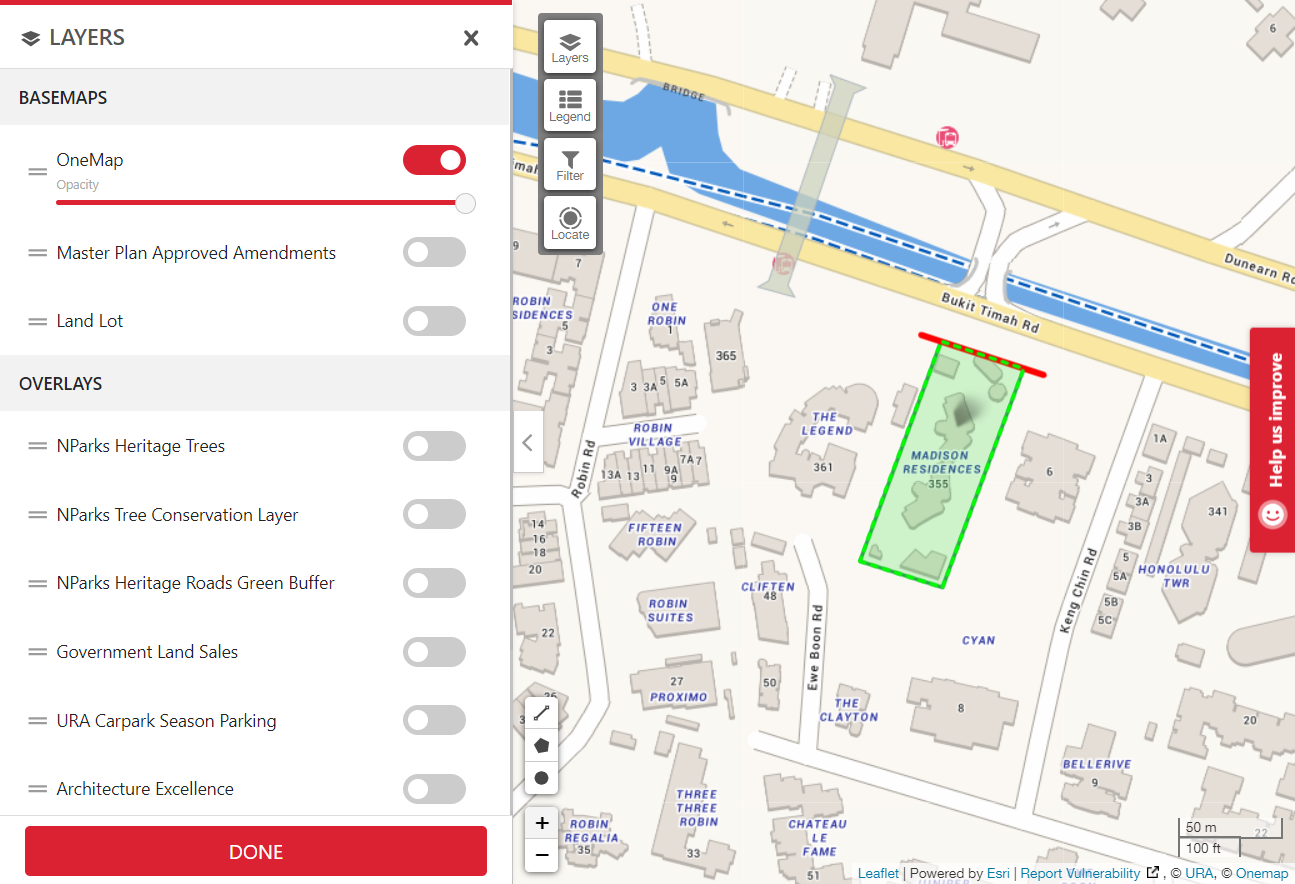 LAYERS
BASEMAPS
OneMap
Opacity
Master Plan Approved Amendments
Land Lot
OVERLAYS
NParks Heritage Trees
NParks Tree Conservation Layer
NParks Heritage Roads Green Buffer
Government Land Sales
URA Carpark Season Parking
Architecture Excellence
DONE
Layers
Legend
Filter
Locate
BRIDGE
6
Dunearn Rd
Bukit Timah Rd
9
7
ROBIN
5
3
ONE
ROBIN
1
365
3 3A 5 5A
ROBIN
VILLAGE
13A 13 11 9A 9 7A 7
Robin Rd
THE
LEGEND
361
MADISON
RESIDENCES
355
6
1A
3
3A
3B
5
5A
5B
5C
341
HONOLULU
TWR
Keng Chin Rd
Help us improve
14
16
18
20
FIFTEEN
ROBIN
CLIFTEN
48
ROBIN
SUITES
22
Ewe Boon Rd
CYAN
27
PROXIMO
50
THE
CLAYTON
8
20
BELLERIVE
9
THREE
THREE
ROBIN
33
ROBIN
REGALIA
35
CHATEAU
LE
FAME
51
+
−
50 m
22
100 ft
Leaflet | Powered by Esri | Report Vulnerability , © URA, © Onemap